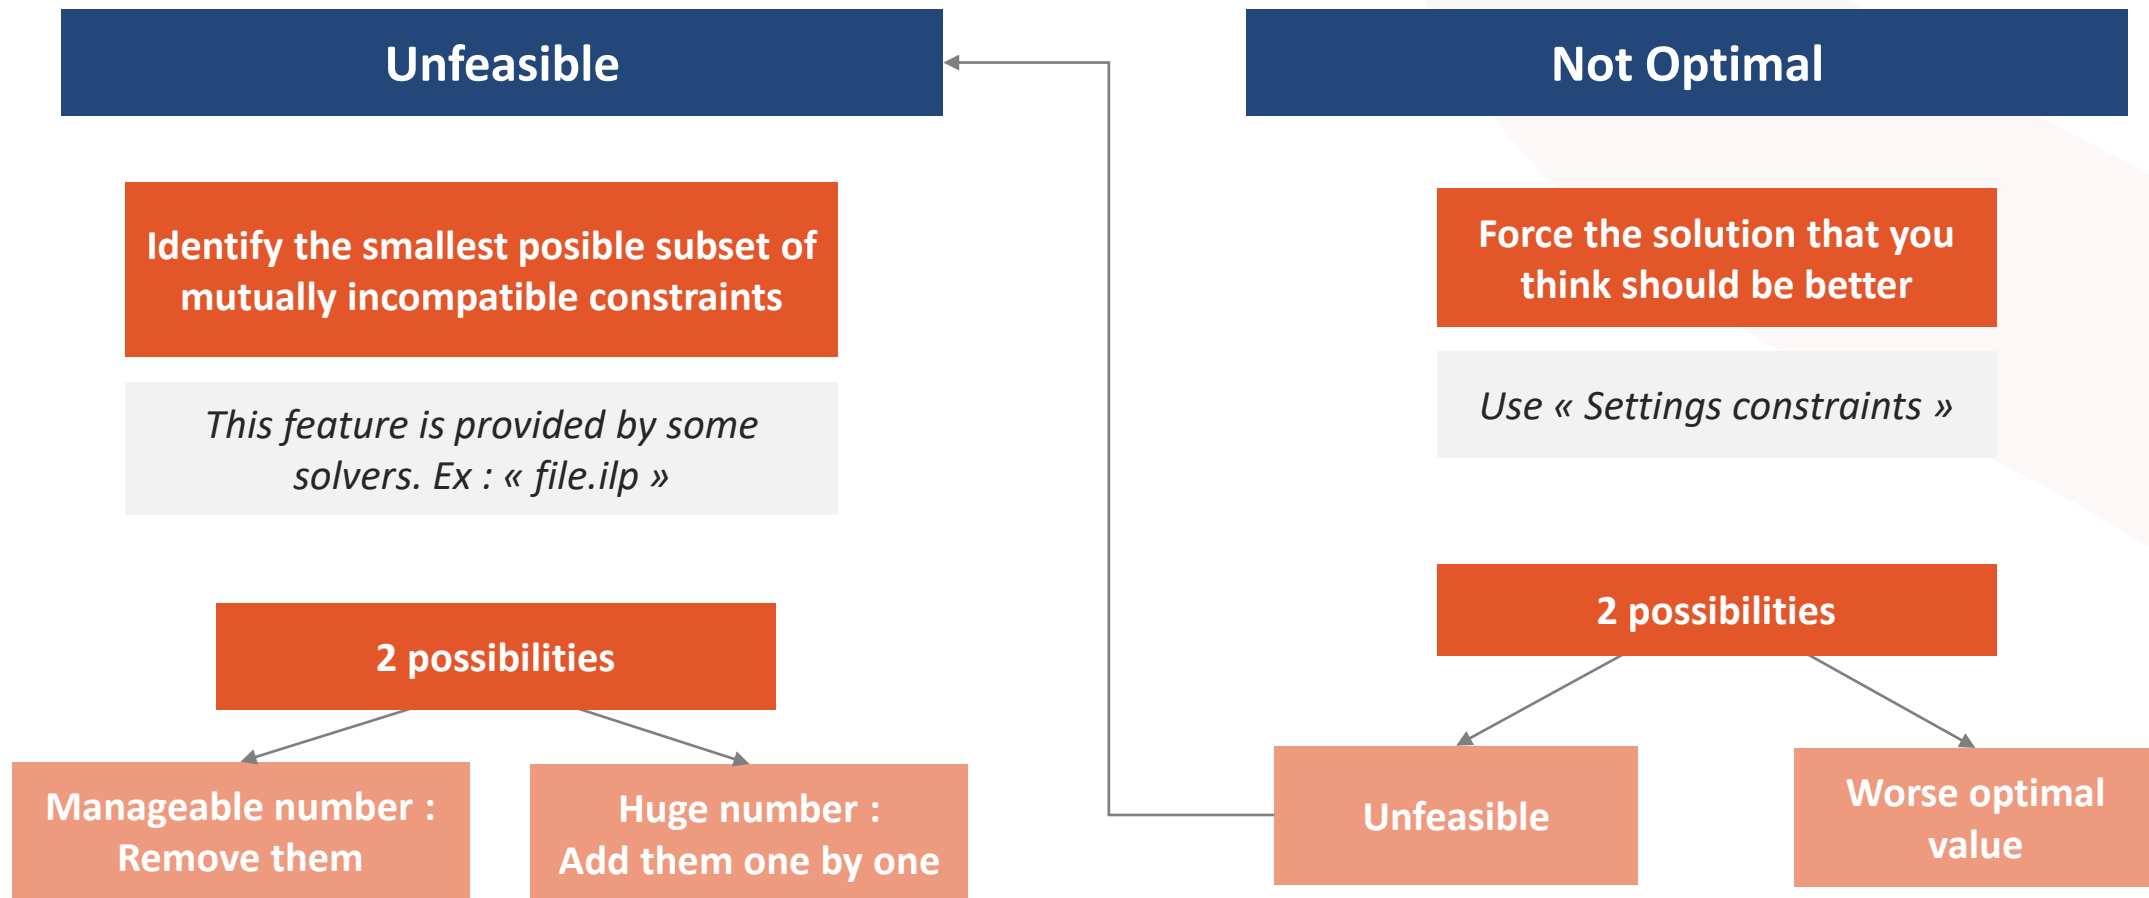 Unfeasible
Identify the smallest posible subset of
mutually incompatible constraints
This feature is provided by some
solvers. Ex : « file.ilp »
2 possibilities
Manageable number :
Remove them
Huge number :
Add them one by one
Not Optimal
Force the solution that you
think should be better
Use « Settings constraints »
2 possibilities
Unfeasible
Worse optimal
value